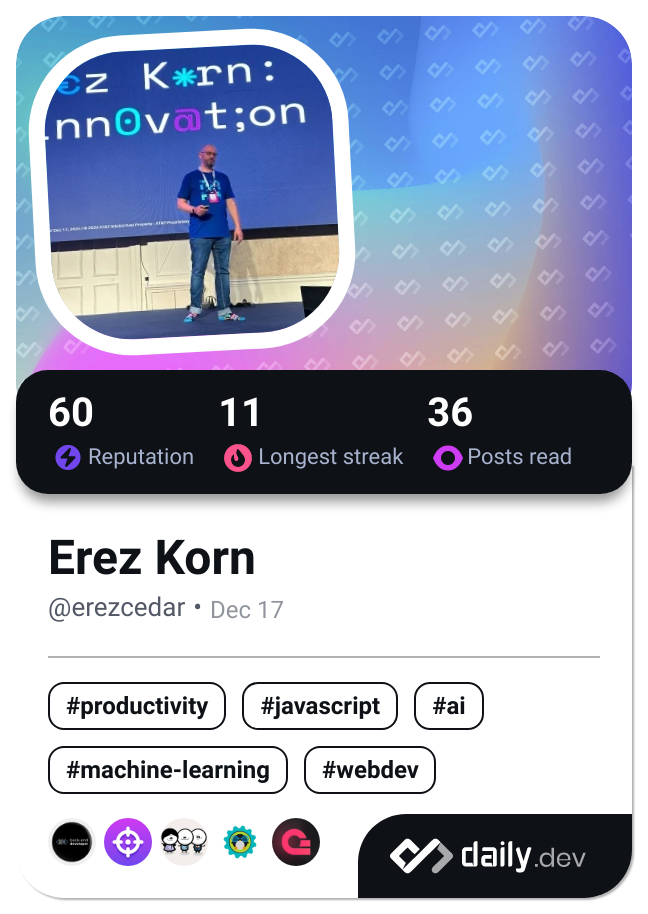 ez K✱rn:
inn0v@t;on
60
11
36
Reputation
Longest streak
Posts read
Erez Korn
@erezcedar • Dec 17
#productivity
#javascript
#ai
#machine-learning
#webdev
daily.dev